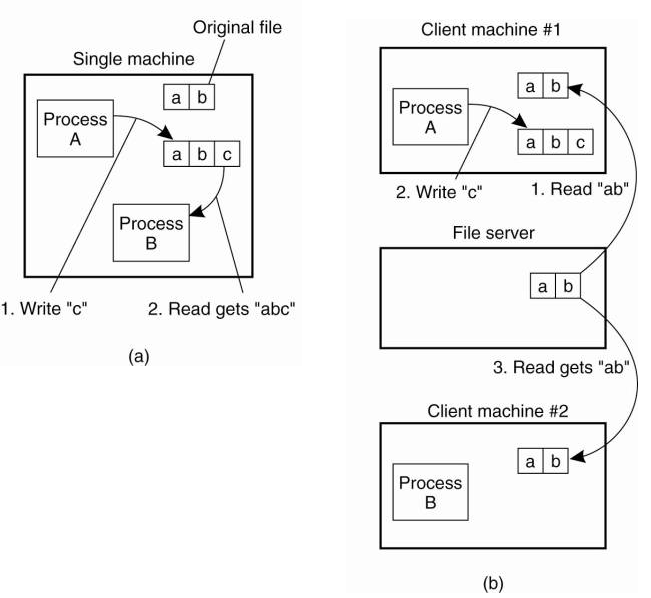 Original file
Single machine
a b
Process
A
a b c
Process
B
1. Write "c"
2. Read gets "abc"
(a)
Client machine #1
a b
Process
A
a b c
2. Write "c"
1. Read "ab"
File server
a b
3. Read gets "ab"
Client machine #2
a b
Process
B
(b)